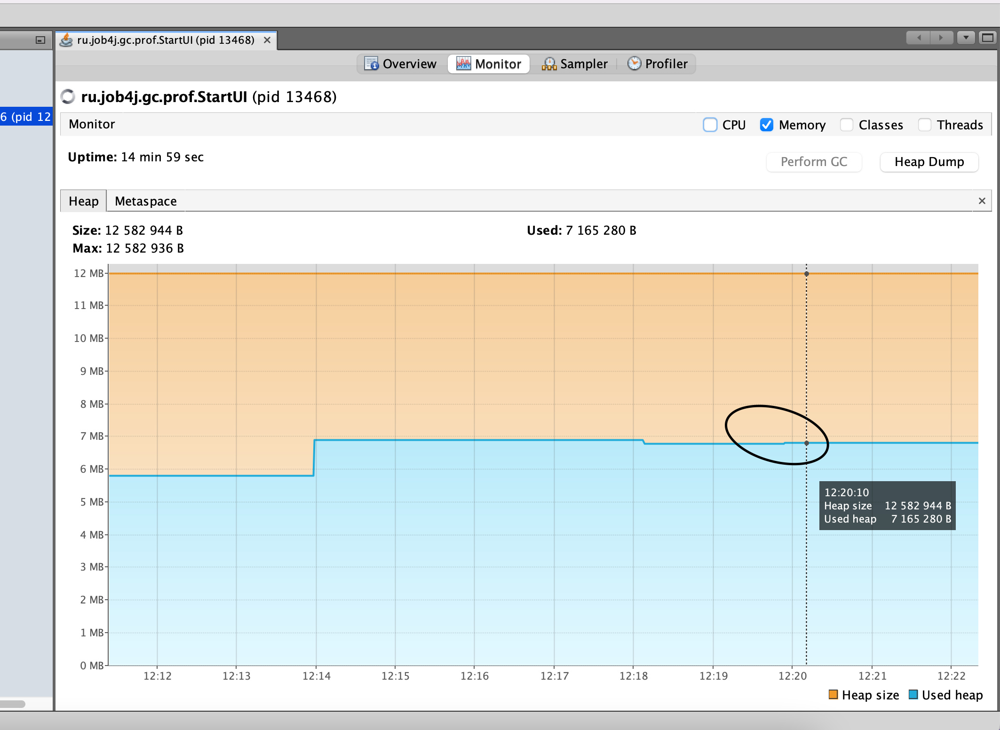 ru.job4j.gc.prof.StartUI (pid 13468)
Overview Monitor Sampler Profiler
ru.job4j.gc.prof.StartUI (pid 13468)
6 (pid 12
Monitor CPU Memory Classes Threads
Uptime: 14 min 59 sec
Perform GC Heap Dump
Heap Metaspace
Size: 12 582 944 B Used: 7 165 280 B
Max: 12 582 936 B
12 MB
11 MB
10 MB
9 MB
8 MB
7 MB
6 MB
5 MB
4 MB
3 MB
2 MB
1 MB
0 MB
12:20:10
Heap size 12 582 944 B
Used heap 7 165 280 B
12:12 12:13 12:14 12:15 12:16 12:17 12:18 12:19 12:20 12:21 12:22
Heap size Used heap